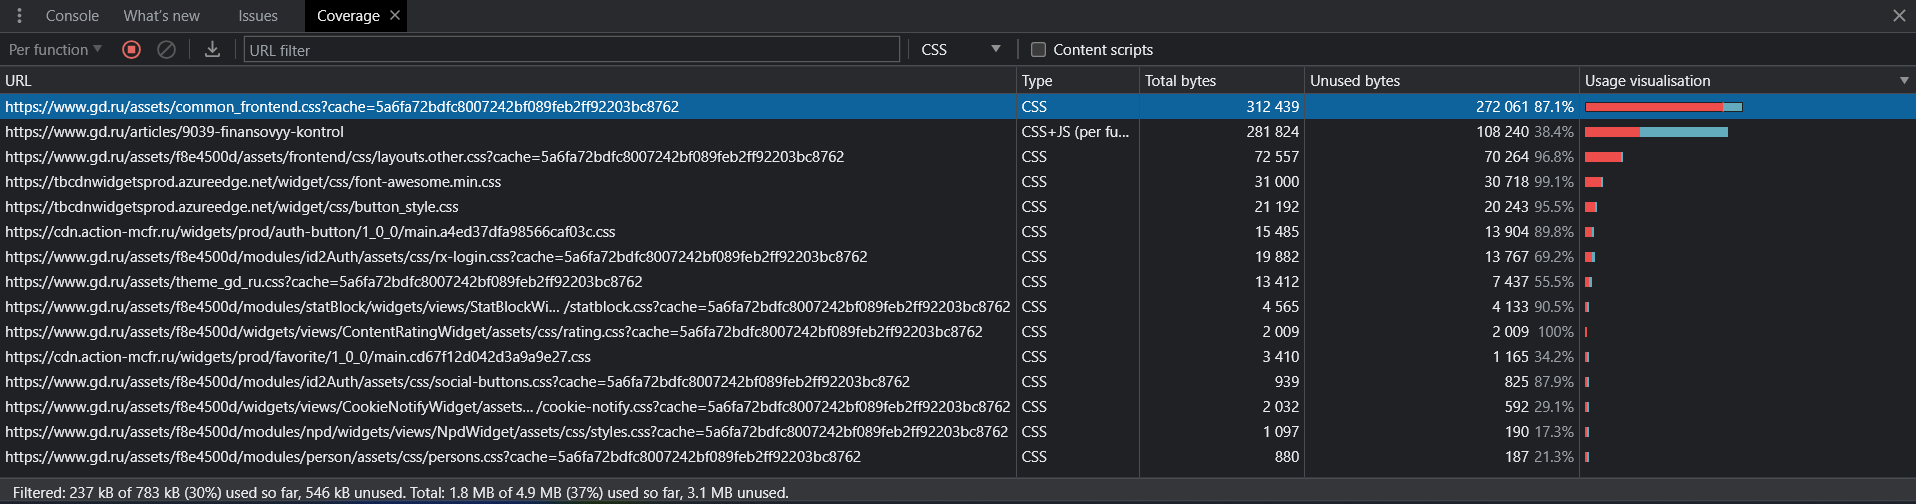 Console What's new Issues Coverage
Per function URL filter CSS Content scripts
URL Type Total bytes Unused bytes Usage visualisation
https://www.gd.ru/assets/common_frontend.css?cache=5a6fa72bdfc8007242bf089feb2ff92203bc8762 CSS 312 439 272 061 87.1%
https://www.gd.ru/articles/9039-finansovyy-kontrol CSS+JS (per fu... 281 824 108 240 38.4%
https://www.gd.ru/assets/f8e4500d/assets/frontend/css/layouts.other.css?cache=5a6fa72bdfc8007242bf089feb2ff92203bc8762 CSS 72 557 70 264 96.8%
https://tbcdnwidgetsprod.azureedge.net/widget/css/font-awesome.min.css CSS 31 000 30 718 99.1%
https://tbcdnwidgetsprod.azureedge.net/widget/css/button_style.css CSS 21 192 20 243 95.5%
https://cdn.action-mcfr.ru/widgets/prod/auth-button/1_0_0/main.a4ed37dfa98566caf03c.css CSS 15 485 13 904 89.8%
https://www.gd.ru/assets/f8e4500d/modules/id2Auth/assets/css/rx-login.css?cache=5a6fa72bdfc8007242bf089feb2ff92203bc8762 CSS 19 882 13 767 69.2%
https://www.gd.ru/assets/theme_gd_ru.css?cache=5a6fa72bdfc8007242bf089feb2ff92203bc8762 CSS 13 412 7 437 55.5%
https://www.gd.ru/assets/f8e4500d/modules/statBlock/widgets/views/StatBlockWi... /statblock.css?cache=5a6fa72bdfc8007242bf089feb2ff92203bc8762 CSS 4 565 4 133 90.5%
https://www.gd.ru/assets/f8e4500d/widgets/views/ContentRatingWidget/assets/css/rating.css?cache=5a6fa72bdfc8007242bf089feb2ff92203bc8762 CSS 2 009 2 009 100%
https://cdn.action-mcfr.ru/widgets/prod/favorite/1_0_0/main.cd67f12d042d3a9a9e27.css CSS 3 410 1 165 34.2%
https://www.gd.ru/assets/f8e4500d/modules/id2Auth/assets/css/social-buttons.css?cache=5a6fa72bdfc8007242bf089feb2ff92203bc8762 CSS 939 825 87.9%
https://www.gd.ru/assets/f8e4500d/widgets/views/CookieNotifyWidget/assets... /cookie-notify.css?cache=5a6fa72bdfc8007242bf089feb2ff92203bc8762 CSS 2 032 592 29.1%
https://www.gd.ru/assets/f8e4500d/modules/npd/widgets/views/NpdWidget/assets/css/styles.css?cache=5a6fa72bdfc8007242bf089feb2ff92203bc8762 CSS 1 097 190 17.3%
https://www.gd.ru/assets/f8e4500d/modules/person/assets/css/persons.css?cache=5a6fa72bdfc8007242bf089feb2ff92203bc8762 CSS 880 187 21.3%
Filtered: 237 kB of 783 kB (30%) used so far, 546 kB unused. Total: 1.8 MB of 4.9 MB (37%) used so far, 3.1 MB unused.